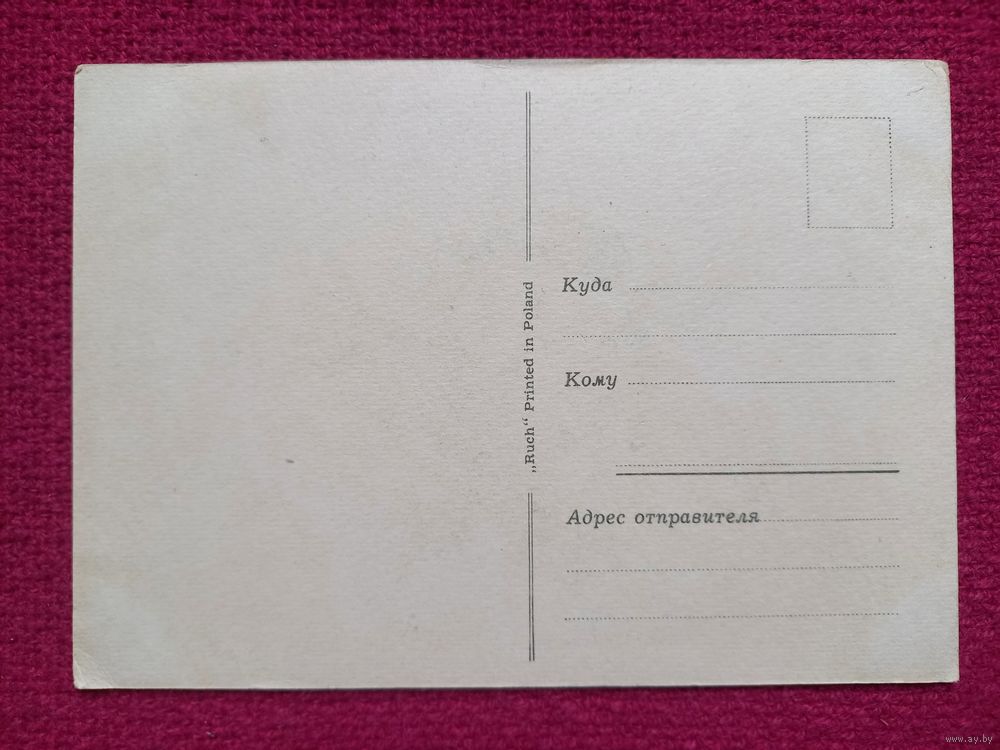 „Ruch“ Printed in Poland
Куда
Кому
Адрес отправителя
www.ay.by